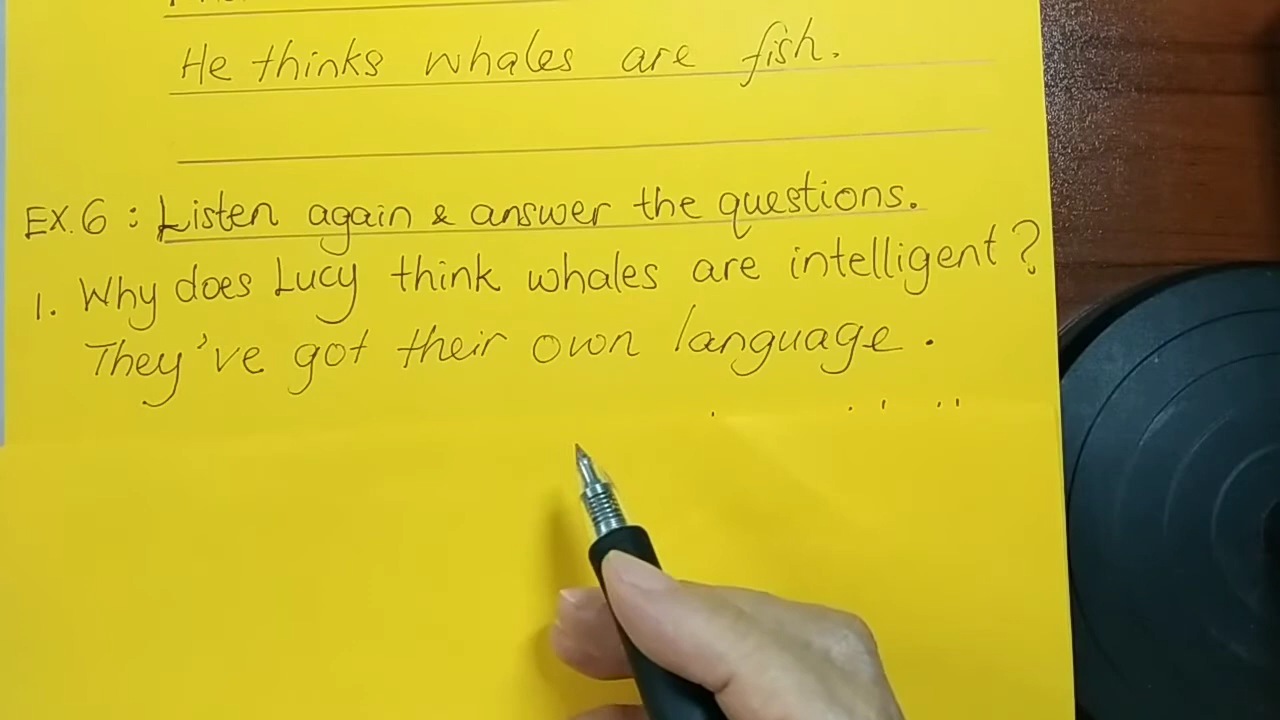 He thinks whales are fish.
EX.6 : Listen again & answer the questions.
1. Why does Lucy think whales are intelligent?
They've got their own language.